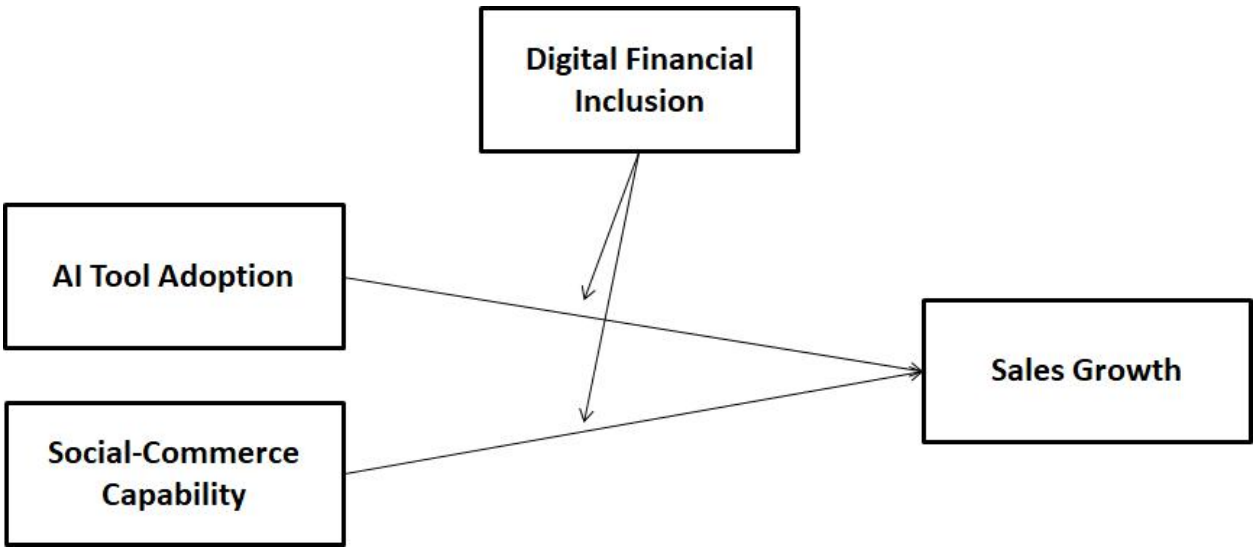 Digital Financial
Inclusion
AI Tool Adoption
Sales Growth
Social-Commerce
Capability